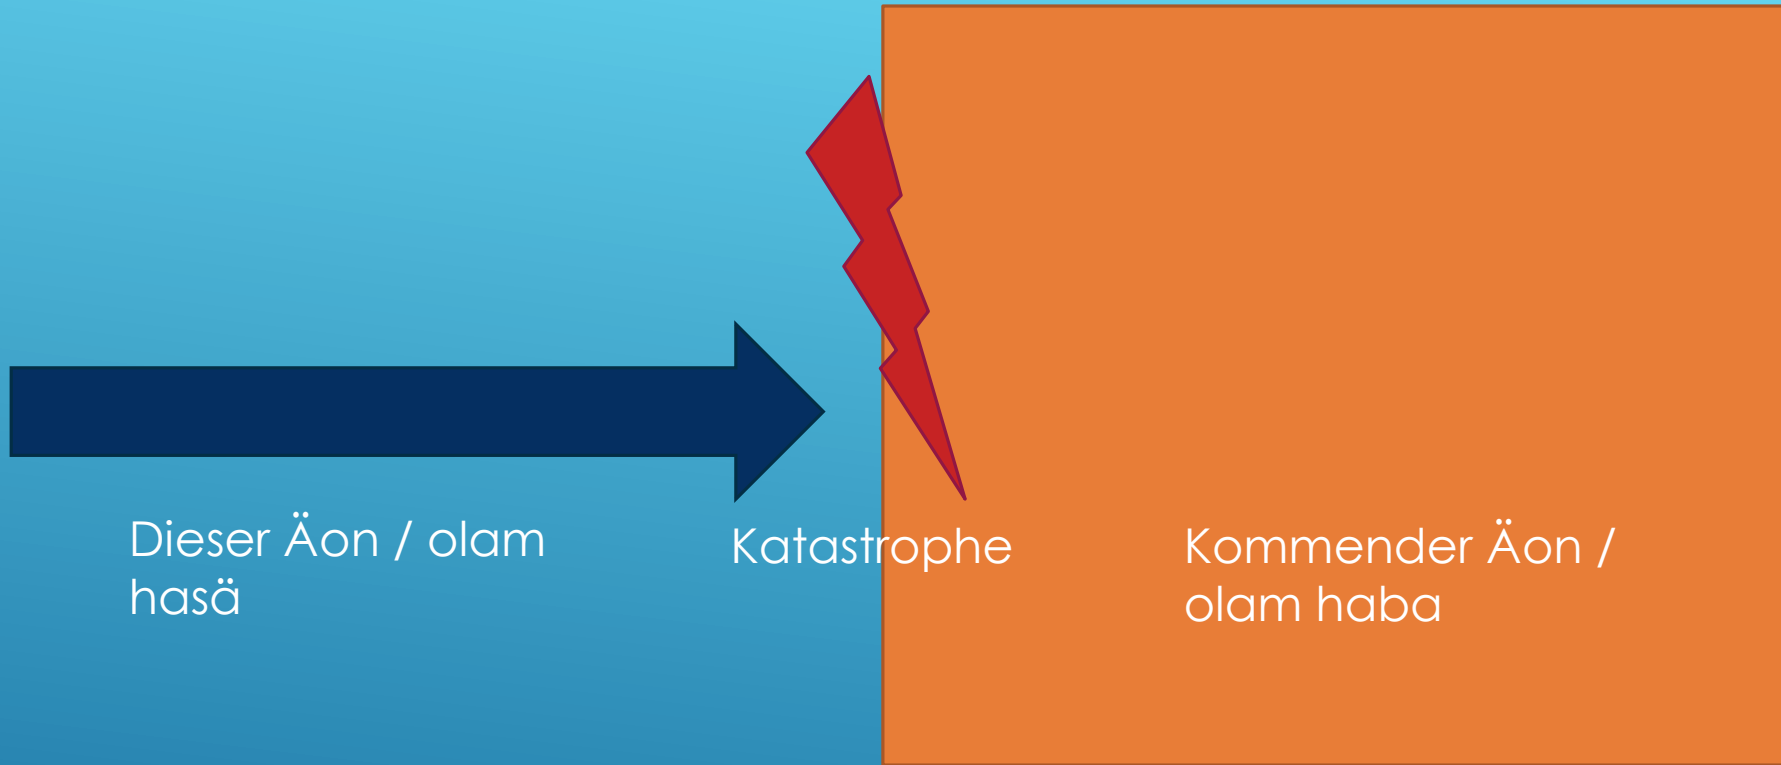 Dieser Äon / olam
hasä
Katastrophe
Kommender Äon /
olam haba